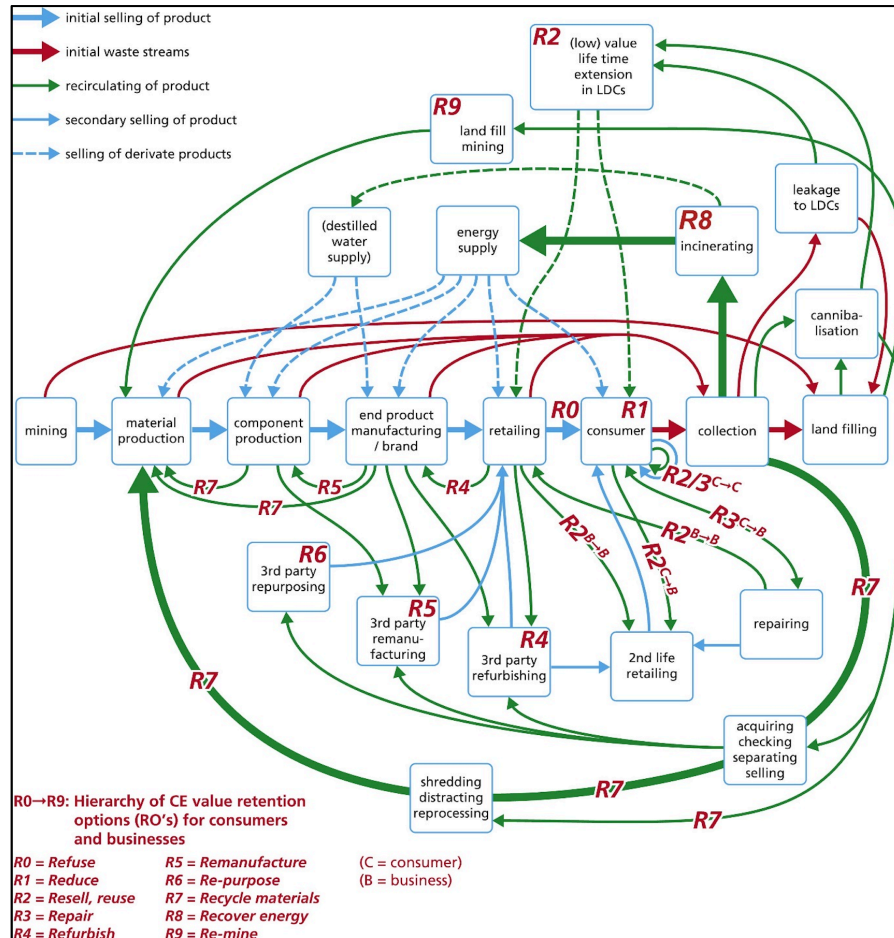 initial selling of product
initial waste streams
recirculating of product
secondary selling of product
selling of derivate products
R2
(low) value
life time
extension
in LDCs
R9
land fill
mining
leakage
to LDCs
(destilled
water
supply)
energy
supply
R8
incinerating
canniba-
lisation
mining
material
production
component
production
end product
manufacturing
/ brand
retailing
R0
R1
consumer
collection
land filling
R7
R7
R5
R4
R2/3 C→C
R3 C→B
R2 B→B
R2 B→B
R2 C→B
R6
3rd party
repurposing
R5
3rd party
remanu-
facturing
R4
3rd party
refurbishing
2nd life
retailing
repairing
R7
R7
acquiring
checking
separating
selling
shredding
distracting
reprocessing
R7
R7
R0→R9: Hierarchy of CE value retention
options (RO's) for consumers
and businesses
R0 = Refuse R5 = Remanufacture (C = consumer)
R1 = Reduce R6 = Re-purpose (B = business)
R2 = Resell, reuse R7 = Recycle materials
R3 = Repair R8 = Recover energy
R4 = Refurbish R9 = Re-mine